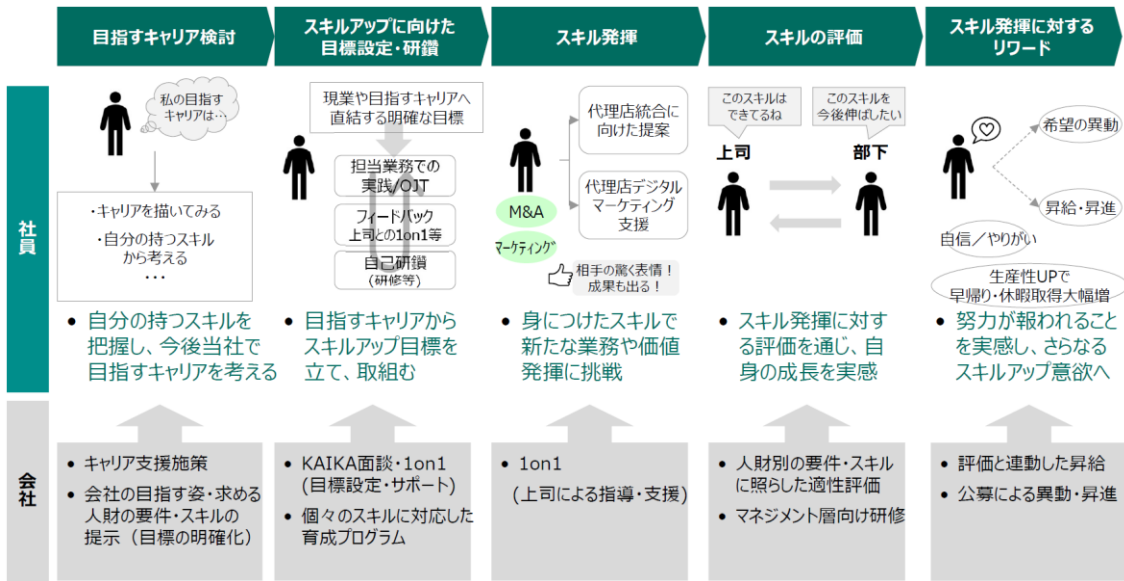 目指すキャリア検討
スキルアップに向けた
目標設定・研鑽
スキル発揮
スキルの評価
スキル発揮に対する
リワード
社員
私の目指す
キャリアは…
・キャリアを描いてみる
・自分の持つスキル
から考える
・・・
• 自分の持つスキルを
把握し、今後当社で
目指すキャリアを考える
現業や目指すキャリアへ
直結する明確な目標
担当業務での
実践/OJT
フィードバック
上司との1on1等
自己研鑽
(研修等)
• 目指すキャリアから
スキルアップ目標を
立て、取組む
代理店統合に
向けた提案
代理店デジタル
マーケティング
支援
M&A
マーケティング
相手の驚く表情！
成果も出る！
• 身につけたスキルで
新たな業務や価値
発揮に挑戦
このスキルは
できてるね
このスキルを
今後伸ばしたい
上司
部下
• スキル発揮に対す
る評価を通じ、自
身の成長を実感
希望の異動
昇給・昇進
自信／やりがい
生産性UPで
早帰り・休暇取得大幅増
• 努力が報われること
を実感し、さらなる
スキルアップ意欲へ
会社
• キャリア支援施策
• 会社の目指す姿・求める
人財の要件・スキルの
提示（目標の明確化）
• KAIKA面談・1on1
(目標設定・サポート)
• 個々のスキルに対応した
育成プログラム
• 1on1
(上司による指導・支援)
• 人財別の要件・スキル
に照らした適性評価
• マネジメント層向け研修
• 評価と連動した昇給
• 公募による異動・昇進